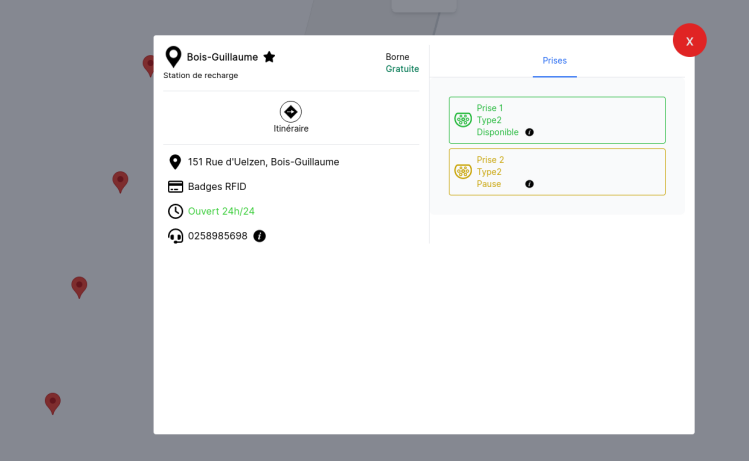 Bois-Guillaume
Station de recharge
Borne
Gratuite
Itinéraire
151 Rue d'Uelzen, Bois-Guillaume
Badges RFID
Ouvert 24h/24
0258985698
Prises
x
Prise 1
Type2
Disponible
Prise 2
Type2
Pause